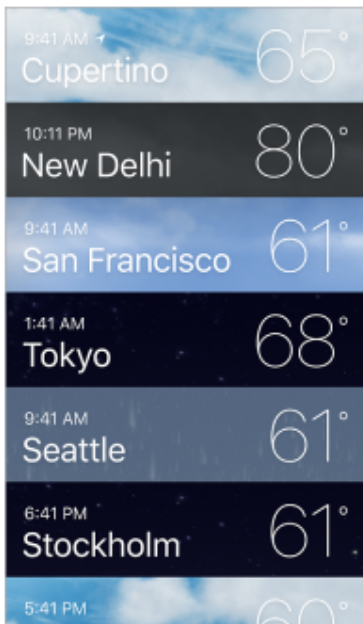 9:41 AM
Cupertino
65°
10:11 PM
New Delhi
80°
9:41 AM
San Francisco
61°
1:41 AM
Tokyo
68°
9:41 AM
Seattle
61°
6:41 PM
Stockholm
61°
5:41 PM